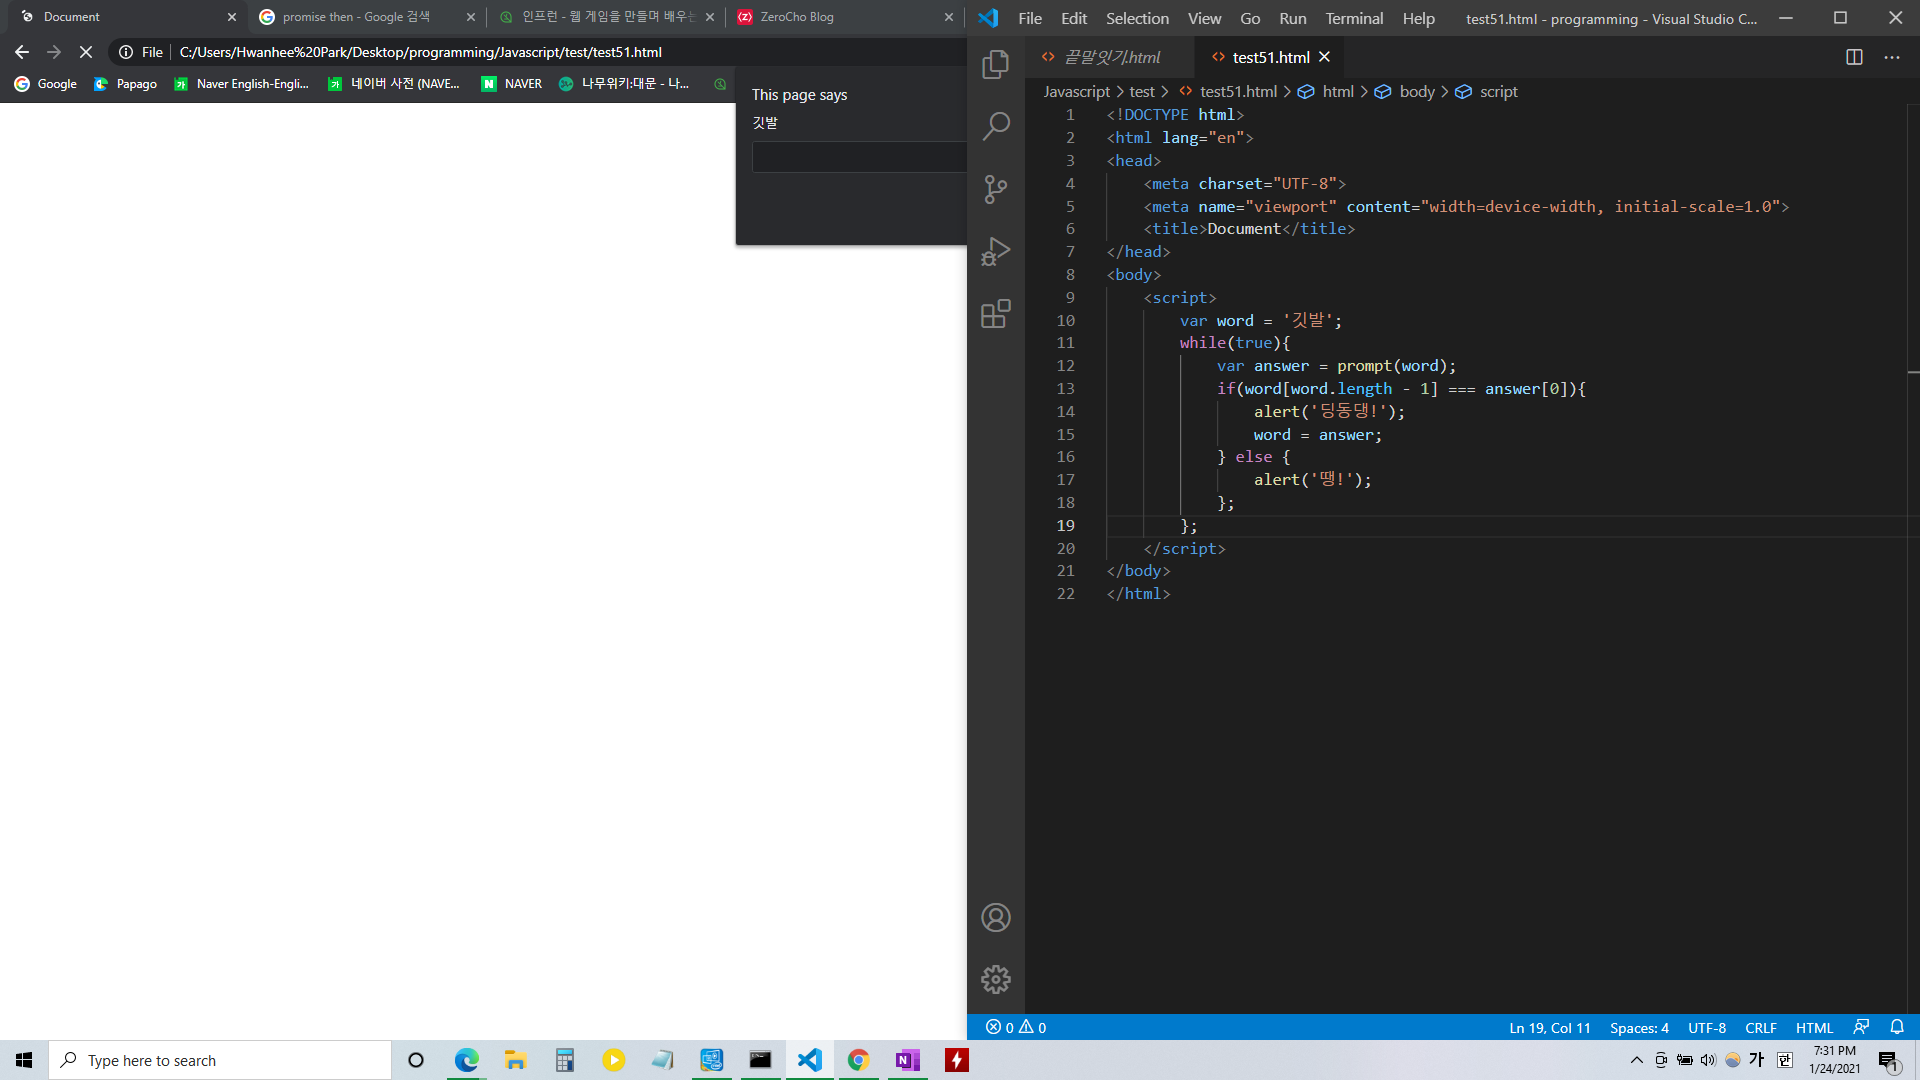 Document
promise then - Google 검색
인프런 - 웹 게임을 만들며 배우는
ZeroCho Blog
File
C:/Users/Hwanhee%20Park/Desktop/programming/Javascript/test/test51.html
Google
Papago
Naver English-Engli...
네이버 사전 (NAVE...
NAVER
나무위키:대문 - 나...
This page says
깃발
File Edit Selection View Go Run Terminal Help
test51.html - programming - Visual Studio C...
끝말잇기.html
test51.html
Javascript > test > test51.html > html > body > script
1 <!DOCTYPE html>
2 <html lang="en">
3 <head>
4 <meta charset="UTF-8">
5 <meta name="viewport" content="width=device-width, initial-scale=1.0">
6 <title>Document</title>
7 </head>
8 <body>
9 <script>
10 var word = '깃발';
11 while(true){
12 var answer = prompt(word);
13 if(word[word.length - 1] === answer[0]){
14 alert('딩동댕!');
15 word = answer;
16 } else {
17 alert('땡!');
18 };
19 };
20 </script>
21 </body>
22 </html>
0 0
Ln 19, Col 11
Spaces: 4
UTF-8
CRLF
HTML
Type here to search
가
한
7:31 PM
1/24/2021
1